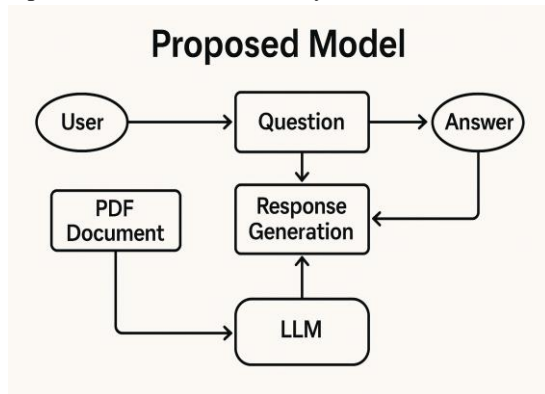 Proposed Model
User
Question
Answer
PDF
Document
Response
Generation
LLM